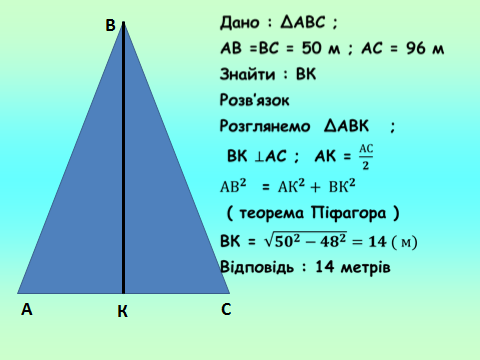 B
A
К
C
Дано : ΔABC ;
AB =BC = 50 м ; AC = 96 м
Знайти : BK
Розв'язок
Розглянемо ΔABK ;
BK ⊥AC ; AK = AC/2
AB² = AK² + BK²
( теорема Піфагора )
BK = √(50² − 48²) = 14 ( м)
Відповідь : 14 метрів